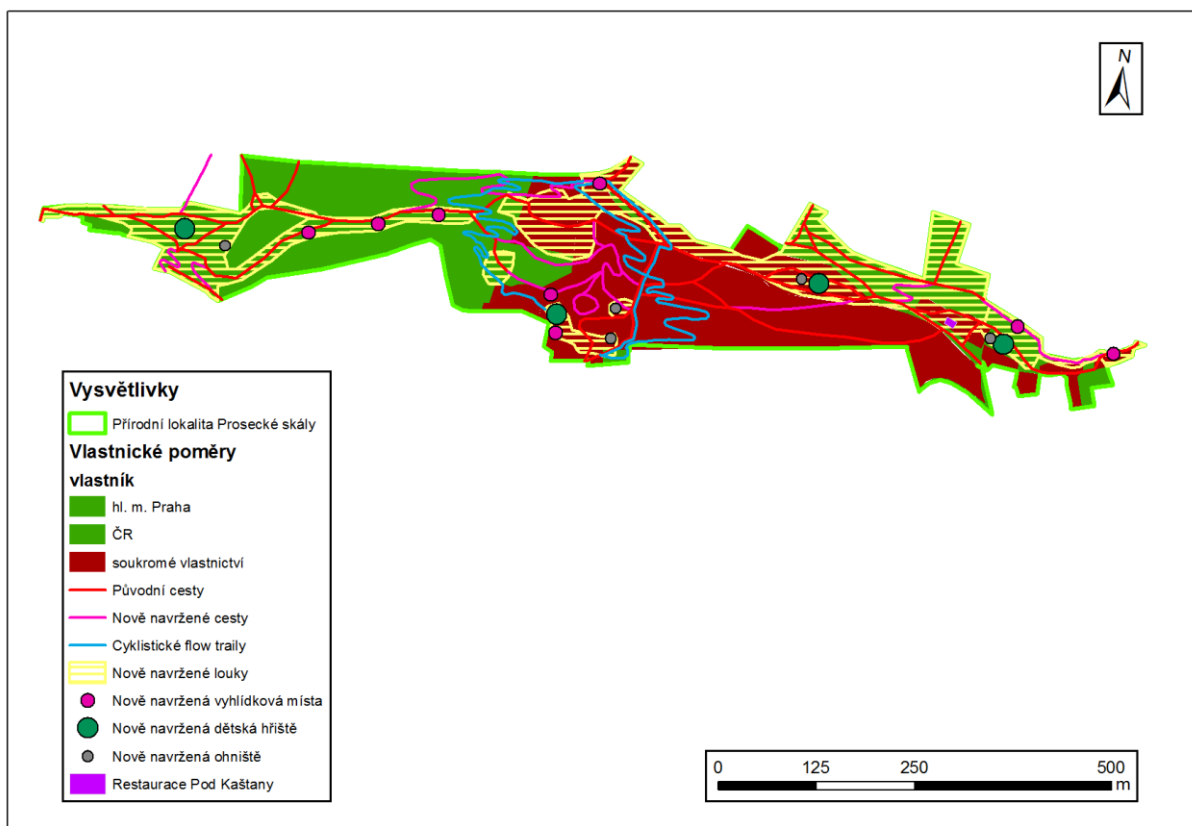 N
Vysvětlivky
Přírodní lokalita Prosecké skály
Vlastnické poměry
vlastník
hl. m. Praha
ČR
soukromé vlastnictví
Původní cesty
Nově navržené cesty
Cyklistické flow traily
Nově navržené louky
Nově navržená vyhlídková místa
Nově navržená dětská hřiště
Nově navržená ohniště
Restaurace Pod Kaštany
0 125 250 500
m